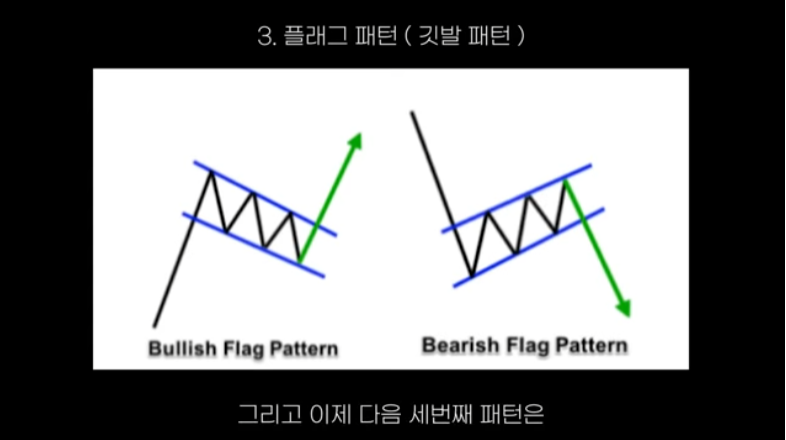 3. 플래그 패턴 ( 깃발 패턴 )
Bullish Flag Pattern
Bearish Flag Pattern
그리고 이제 다음 세번째 패턴은